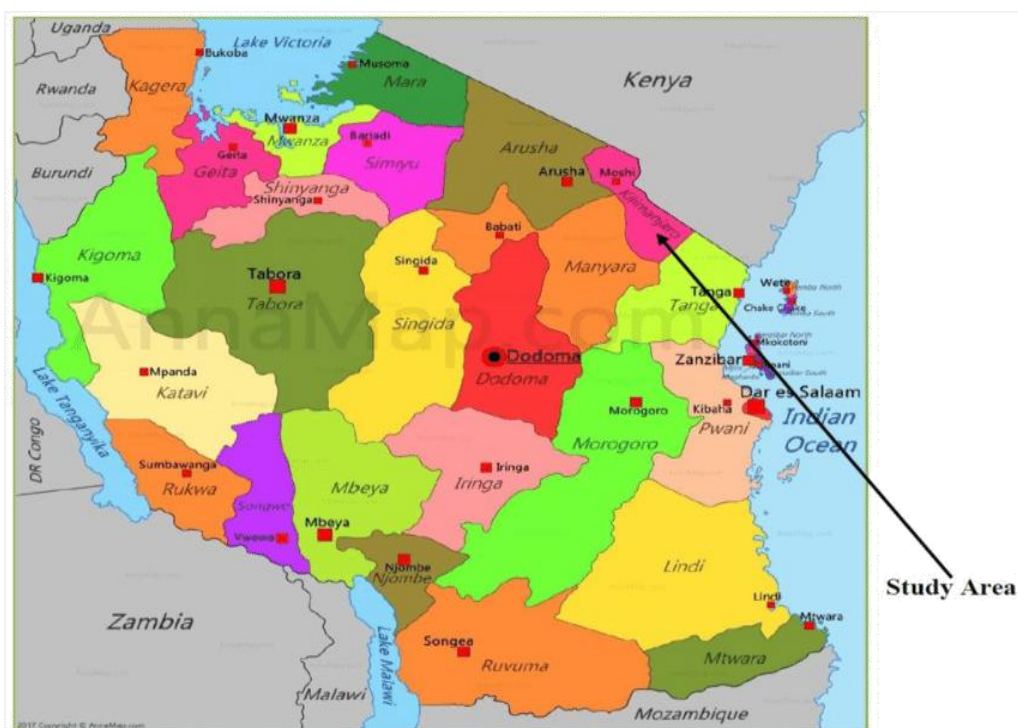 Uganda
Lake Victoria
Bukoba
Musoma
Kagera
Mara
Kenya
Rwanda
Mwanza
Mwanza
Bariadi
Simiyu
Arusha
Geita
Geita
Burundi
Arusha
Moshi
Kilimanjaro
Shinyanga
Shinyanga
Babati
Kigoma
Kigoma
Singida
Manyara
Tabora
Tabora
Tanga
Tanga
Wete
Chake Chake
Singida
AnnaMap.com
Mkokotoni
Zanzibar
Dodoma
Dodoma
Mpanda
Katavi
Dar es Salaam
Kibaha
Pwani
Morogoro
Morogoro
Indian
Ocean
Lake Tanganyika
DR Congo
Sumbawanga
Rukwa
Iringa
Iringa
Mbeya
Songwe
Mbeya
Vwawa
Njombe
Njombe
Lindi
Study Area
Lindi
Mtwara
Zambia
Songea
Ruvuma
Mtwara
Lake Malawi
Malawi
Mozambique
2017 Copyright © AnnaMap.com